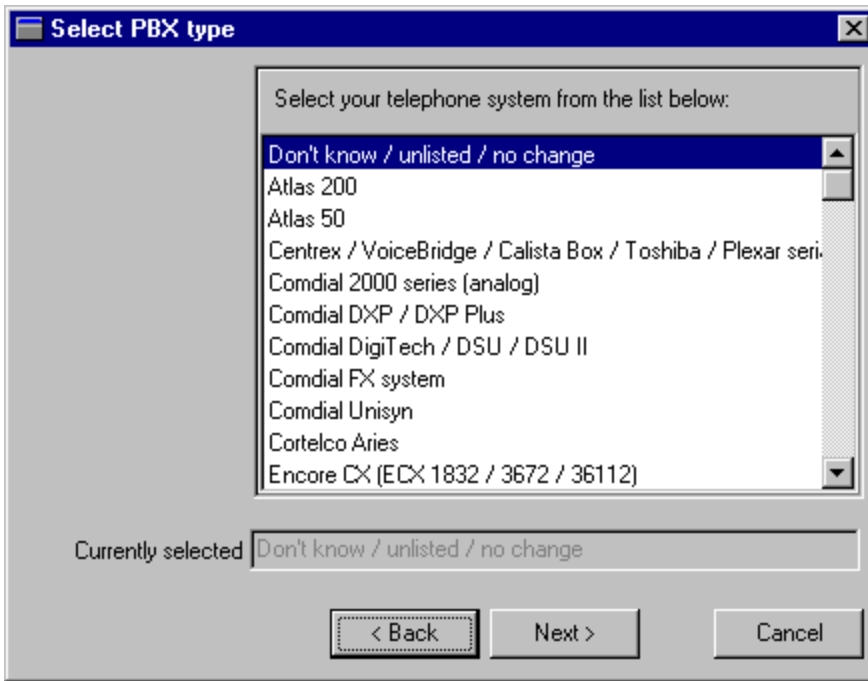 Select PBX type
Select your telephone system from the list below:
Don't know / unlisted / no change
Atlas 200
Atlas 50
Centrex / VoiceBridge / Calista Box / Toshiba / Plexar seri
Comdial 2000 series (analog)
Comdial DXP / DXP Plus
Comdial DigiTech / DSU / DSU II
Comdial FX system
Comdial Unisyn
Cortelco Aries
Encore CX (ECX 1832 / 3672 / 36112)
Currently selected Don't know / unlisted / no change
< Back Next > Cancel